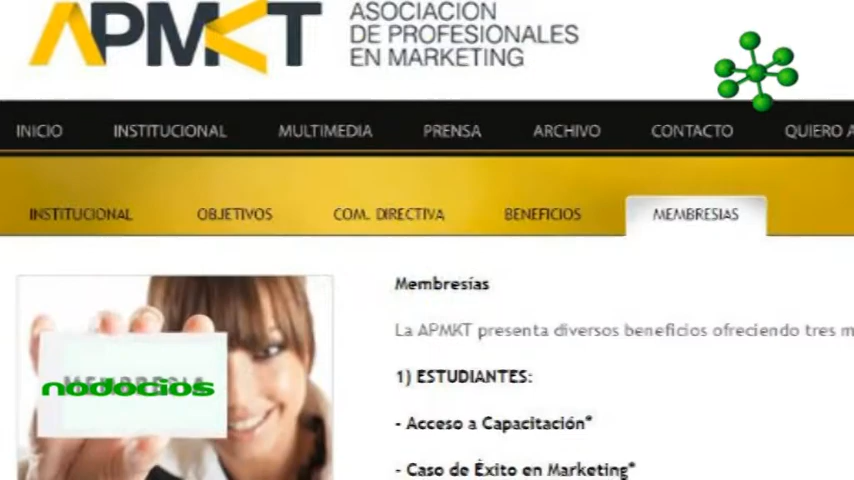 APMKT
ASOCIACION
DE PROFESIONALES
EN MARKETING
INICIO INSTITUCIONAL MULTIMEDIA PRENSA ARCHIVO CONTACTO QUIERO A
INSTITUCIONAL OBJETIVOS COM. DIRECTIVA BENEFICIOS MEMBRESIAS
Membresías
La APMKT presenta diversos beneficios ofreciendo tres m
1) ESTUDIANTES:
nodocios
- Acceso a Capacitación*
- Caso de Éxito en Marketing*